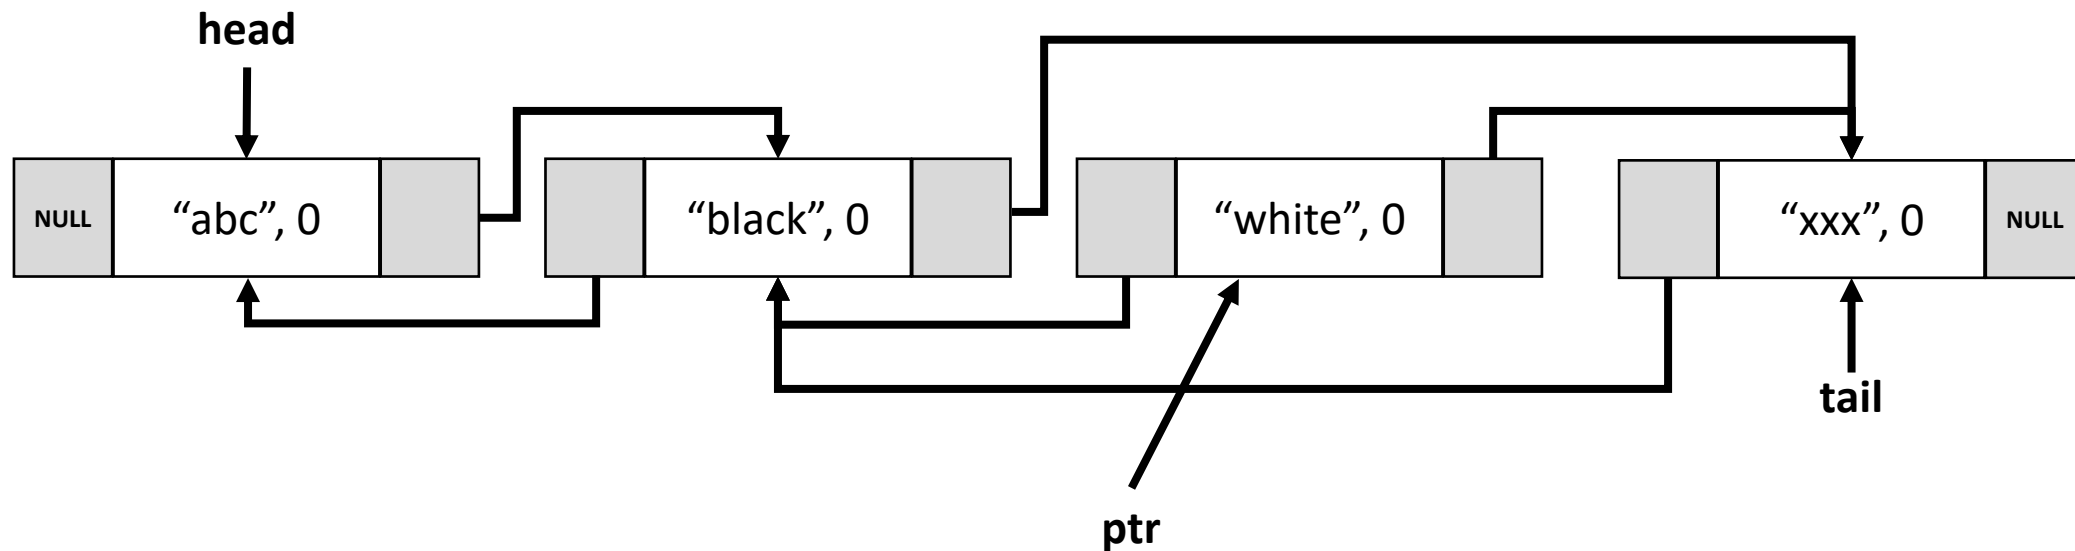 head
NULL
“abc”, 0
“black”, 0
“white”, 0
“xxx”, 0
NULL
tail
ptr